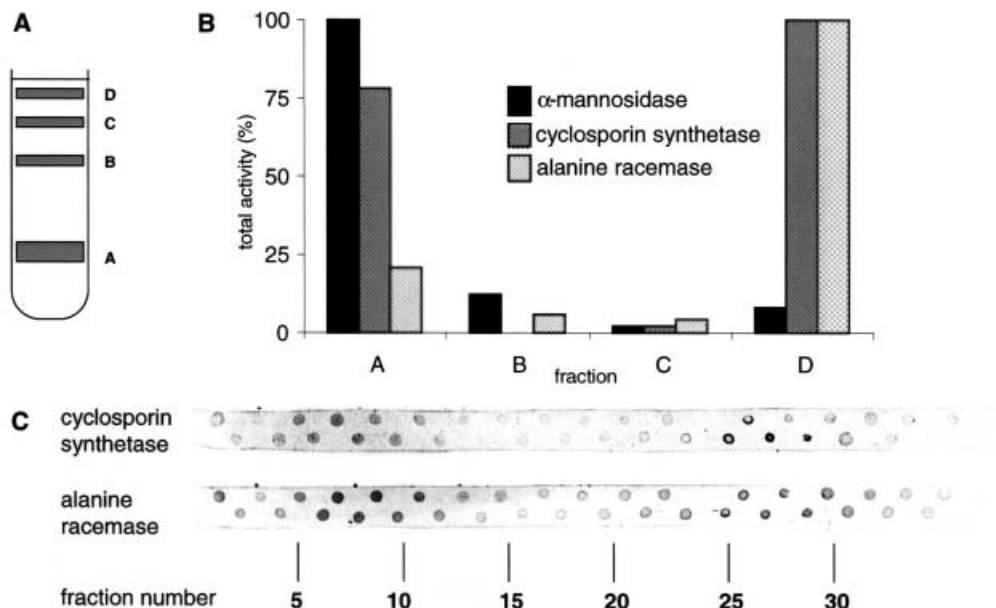 A
D
C
B
A
B
total activity (%)
100
75
50
25
0
α-mannosidase
cyclosporin synthetase
alanine racemase
A B C D
fraction
C
cyclosporin
synthetase
alanine
racemase
fraction number 5 10 15 20 25 30